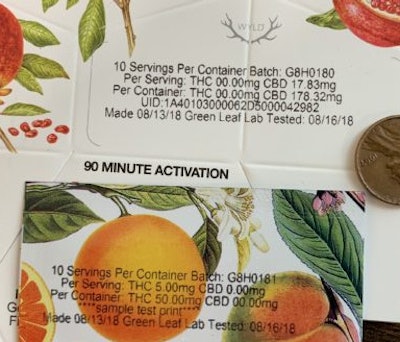 WYLD
10 Servings Per Container Batch: G8H0180
Per Serving: THC 00.00mg CBD 17.83mg
Per Container: THC 00.00mg CBD 178.32mg
UID:1A40103000062D5000042982
Made 08/13/18 Green Leaf Lab Tested: 08/16/18
90 MINUTE ACTIVATION
10 Servings Per Container Batch: G8H0181
Per Serving: THC 5.00mg CBD 0.00mg
Per Container: THC 50.00mg CBD 00.00mg
****sample test print****
Made 08/13/18 Green Leaf Lab Tested: 08/16/18